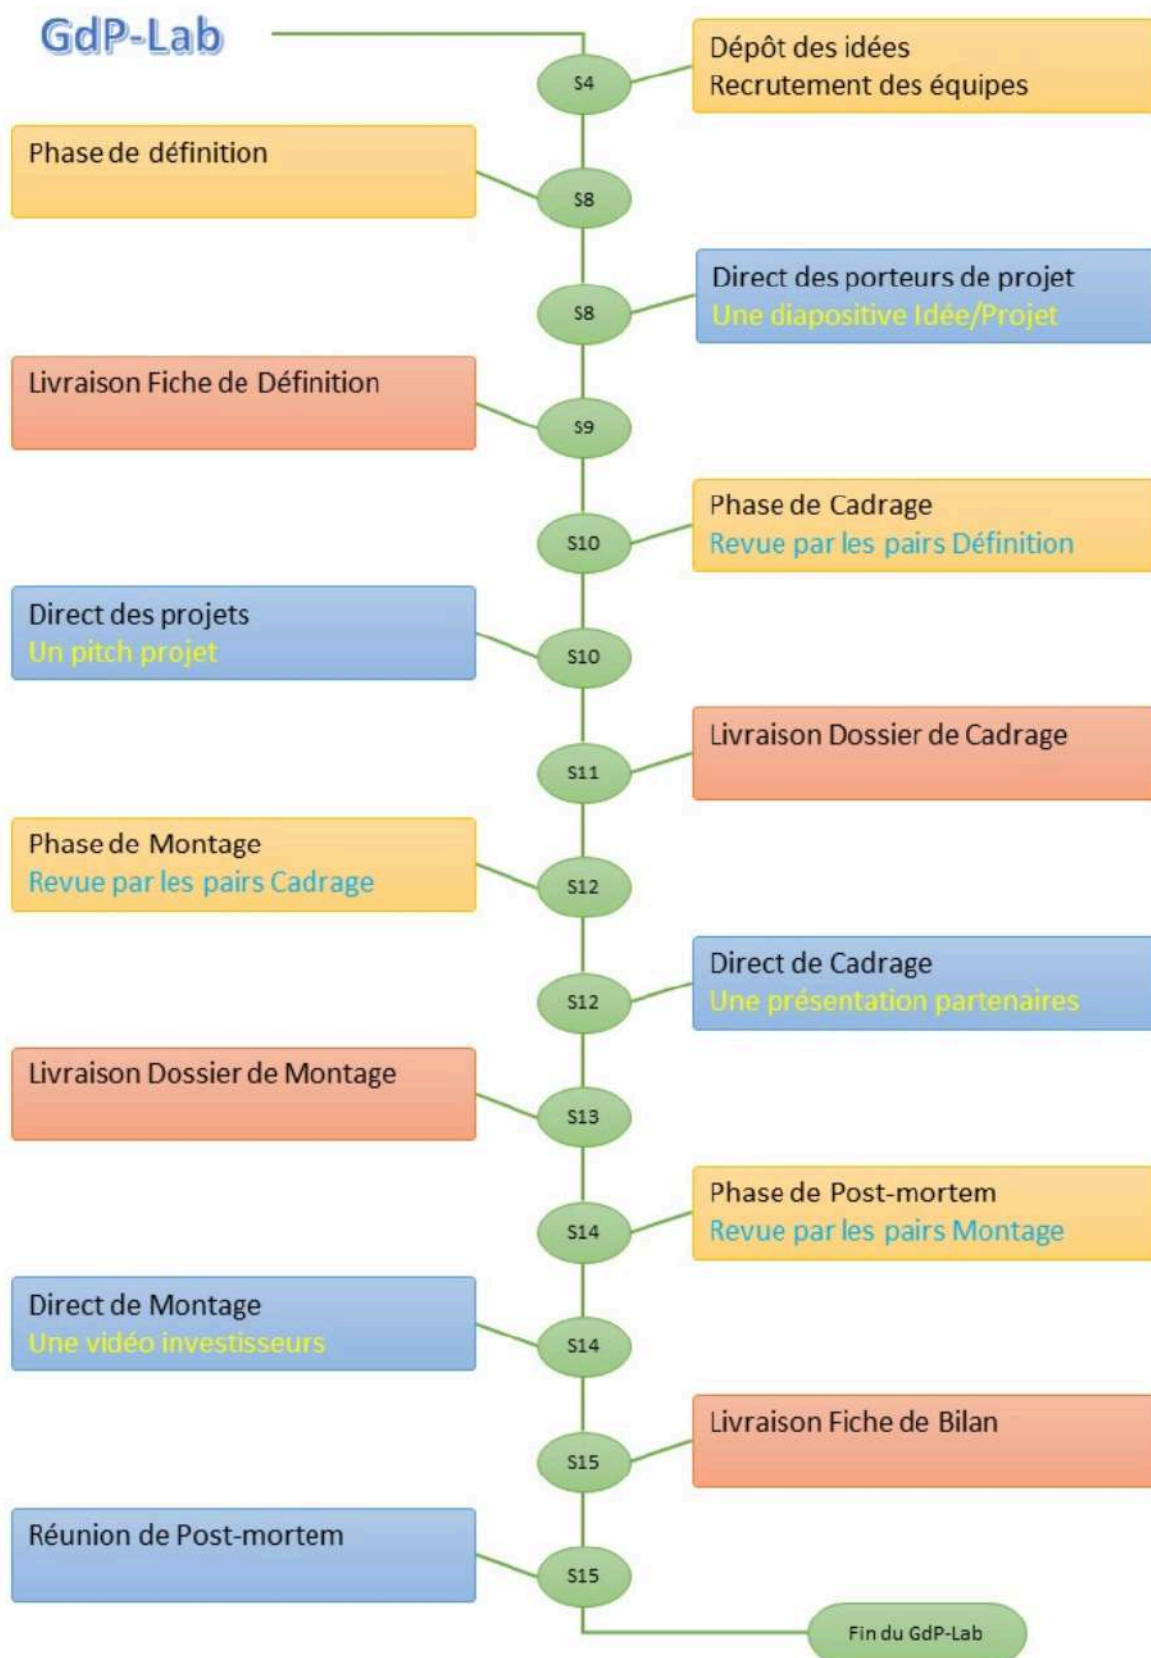 GdP-Lab
S4
Dépôt des idées
Recrutement des équipes
Phase de définition
S8
S8
Direct des porteurs de projet
Une diapositive Idée/Projet
Livraison Fiche de Définition
S9
S10
Phase de Cadrage
Revue par les pairs Définition
Direct des projets
Un pitch projet
S10
S11
Livraison Dossier de Cadrage
Phase de Montage
Revue par les pairs Cadrage
S12
S12
Direct de Cadrage
Une présentation partenaires
Livraison Dossier de Montage
S13
S14
Phase de Post-mortem
Revue par les pairs Montage
Direct de Montage
Une vidéo investisseurs
S14
S15
Livraison Fiche de Bilan
Réunion de Post-mortem
S15
Fin du GdP-Lab